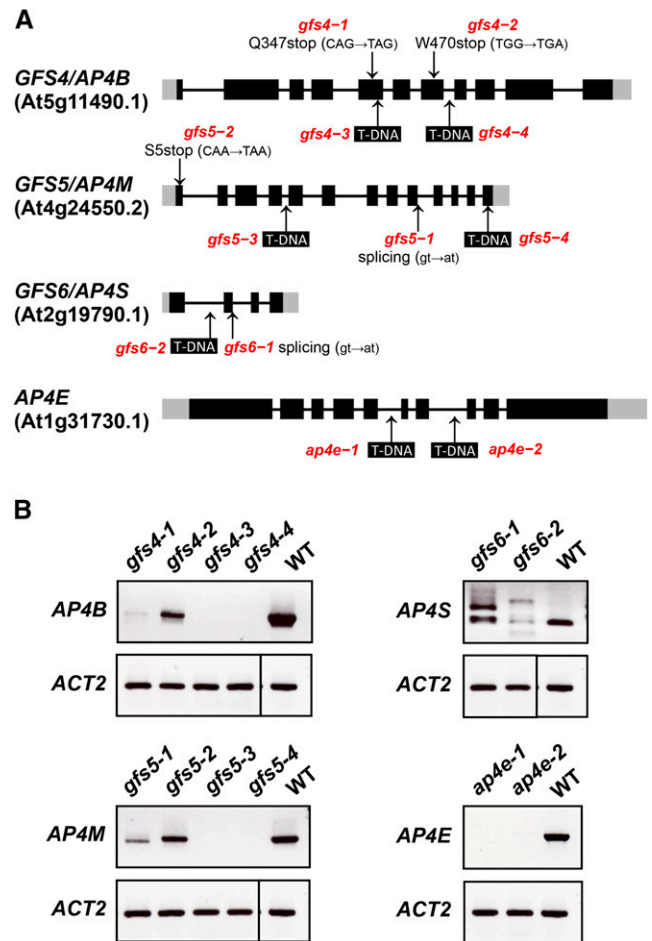 A
gfs4−1 gfs4−2
Q347stop (CAG→TAG) W470stop (TGG→TGA)
GFS4/AP4B
(At5g11490.1)
gfs4−3 T-DNA T-DNA gfs4−4
gfs5−2
S5stop (CAA→TAA)
GFS5/AP4M
(At4g24550.2)
gfs5−3 T-DNA gfs5−1 T-DNA gfs5−4
splicing (gt→at)
GFS6/AP4S
(At2g19790.1)
gfs6−2 T-DNA gfs6−1 splicing (gt→at)
AP4E
(At1g31730.1)
ap4e−1 T-DNA T-DNA ap4e−2
B
gfs4-1 gfs4-2 gfs4-3 gfs4-4 WT
AP4B
ACT2
gfs6-1 gfs6-2 WT
AP4S
ACT2
gfs5-1 gfs5-2 gfs5-3 gfs5-4 WT
AP4M
ACT2
ap4e-1 ap4e-2 WT
AP4E
ACT2